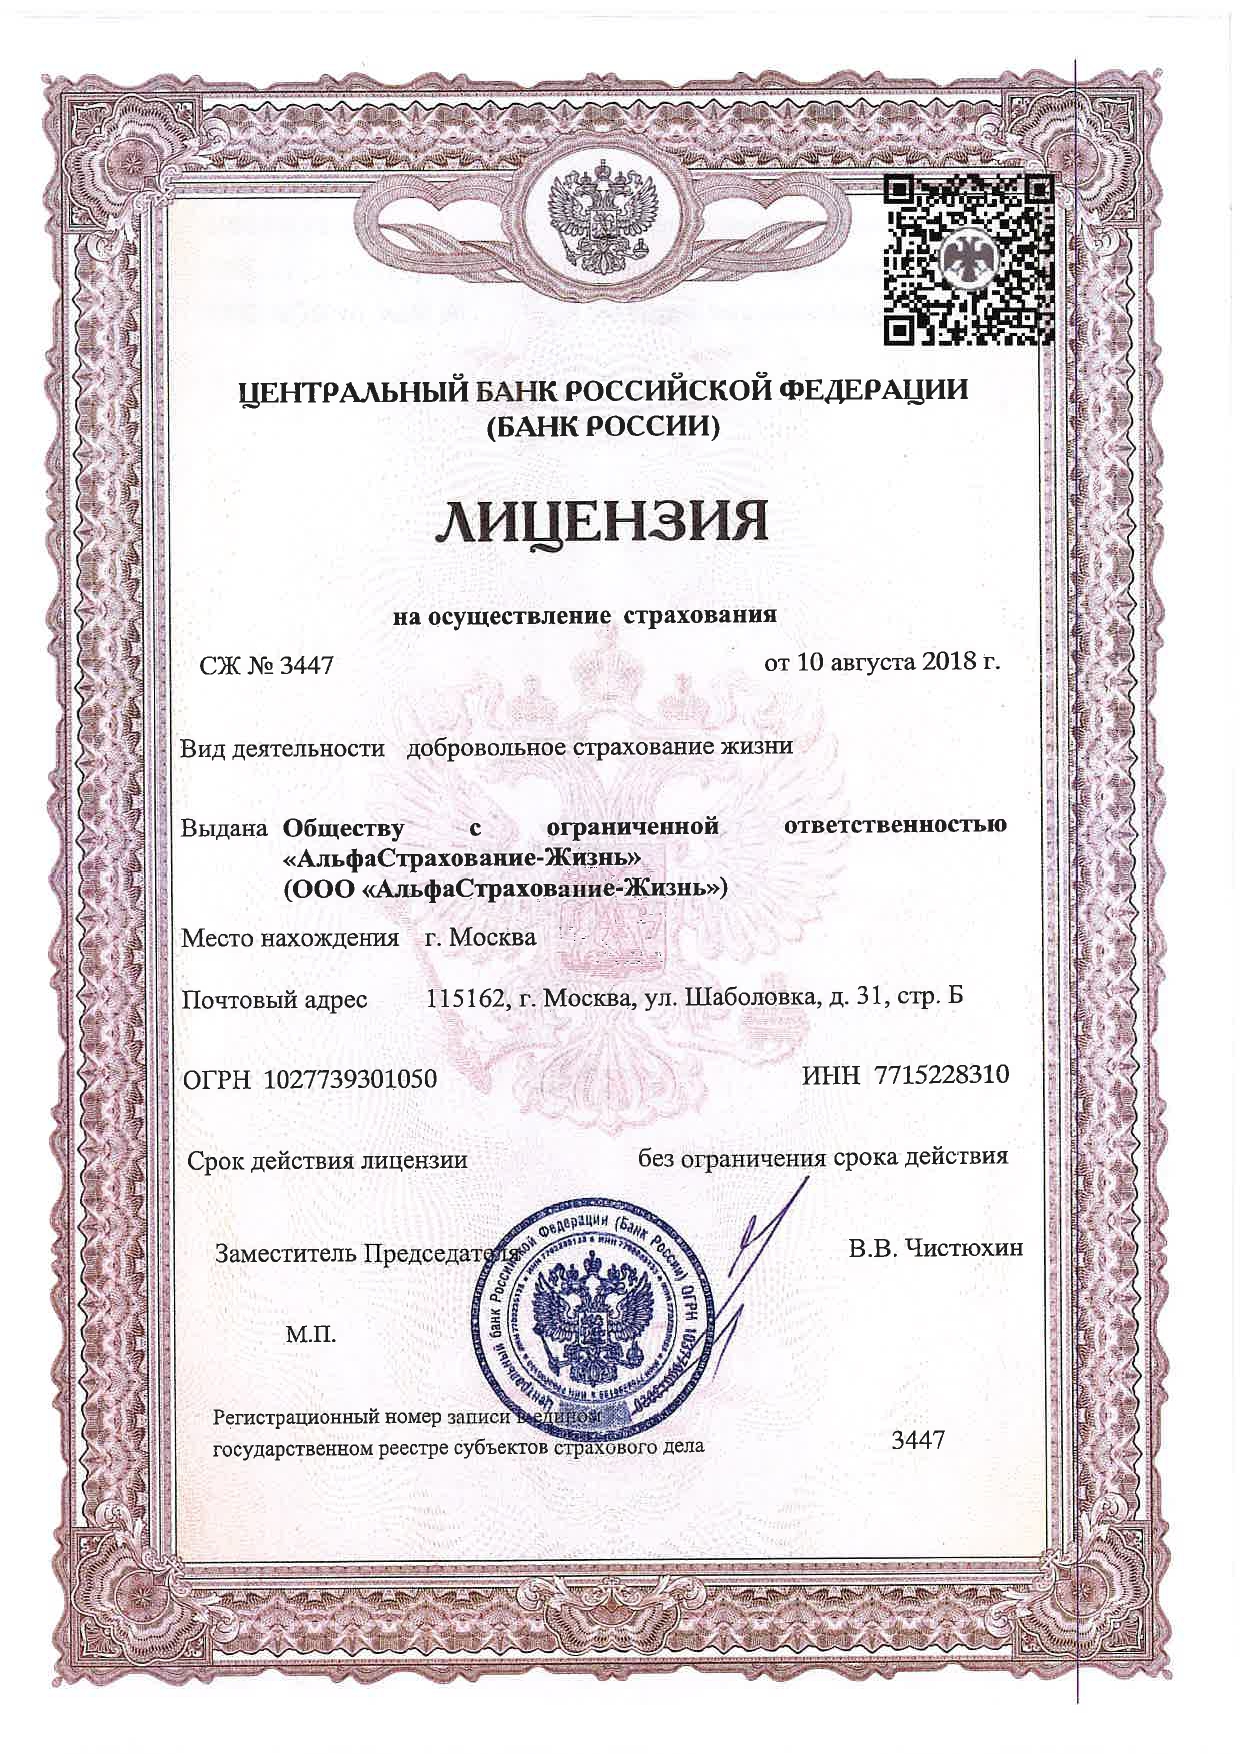 ЦЕНТРАЛЬНЫЙ БАНК РОССИЙСКОЙ ФЕДЕРАЦИИ
(БАНК РОССИИ)
ЛИЦЕНЗИЯ
на осуществление страхования
СЖ № 3447 от 10 августа 2018 г.
Вид деятельности добровольное страхование жизни
Выдана Обществу с ограниченной ответственностью
«АльфаСтрахование-Жизнь»
(ООО «АльфаСтрахование-Жизнь»)
Место нахождения г. Москва
Почтовый адрес 115162, г. Москва, ул. Шаболовка, д. 31, стр. Б
ОГРН 1027739301050 ИНН 7715228310
Срок действия лицензии без ограничения срока действия
Заместитель Председателя В.В. Чистюхин
М.П.
Центральный банк Российской Федерации (Банк России) ОГРН
Регистрационный номер записи в едином
государственном реестре субъектов страхового дела 3447